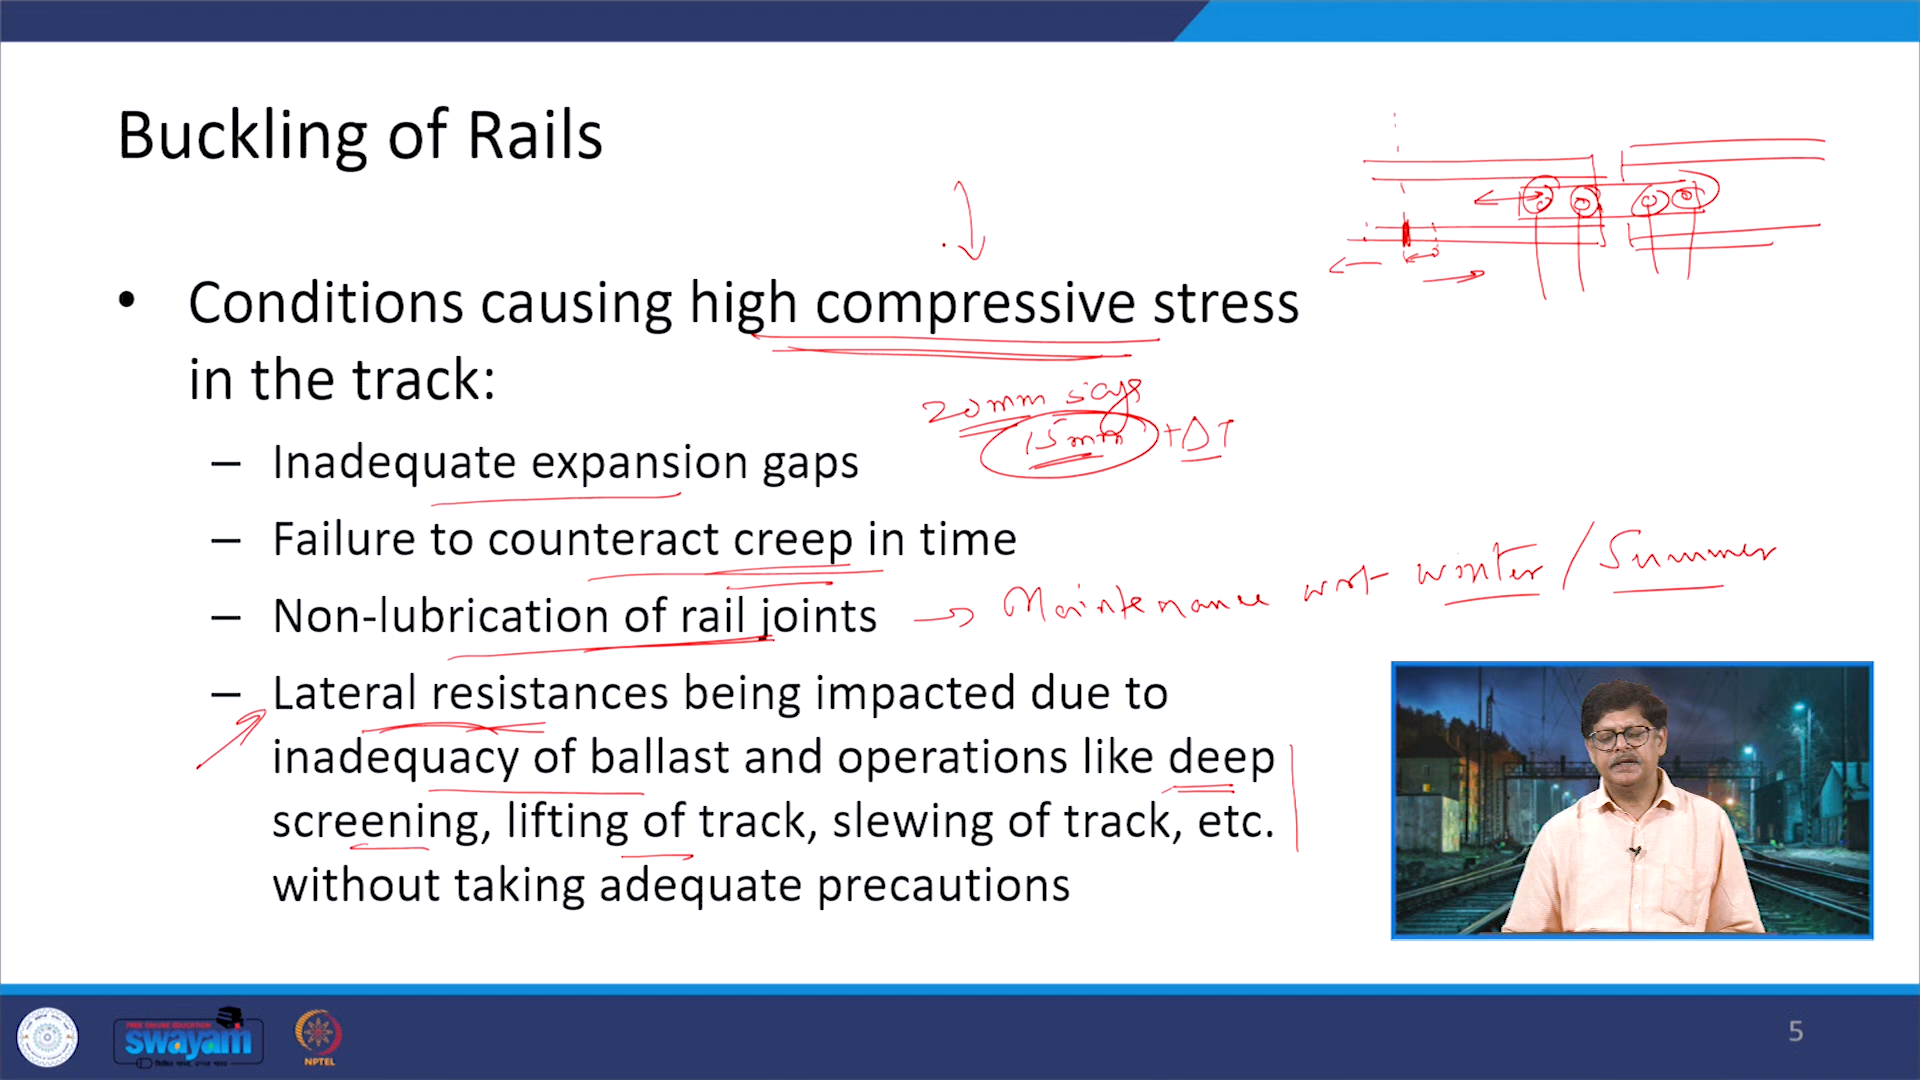 Buckling of Rails
• Conditions causing high compressive stress
in the track:
20mm says
15mm + ΔT
– Inadequate expansion gaps
– Failure to counteract creep in time
– Non-lubrication of rail joints → Maintenance wrt winter / Summer
– Lateral resistances being impacted due to
inadequacy of ballast and operations like deep
screening, lifting of track, slewing of track, etc.
without taking adequate precautions
FREE ONLINE EDUCATION
swayam
NPTEL
5